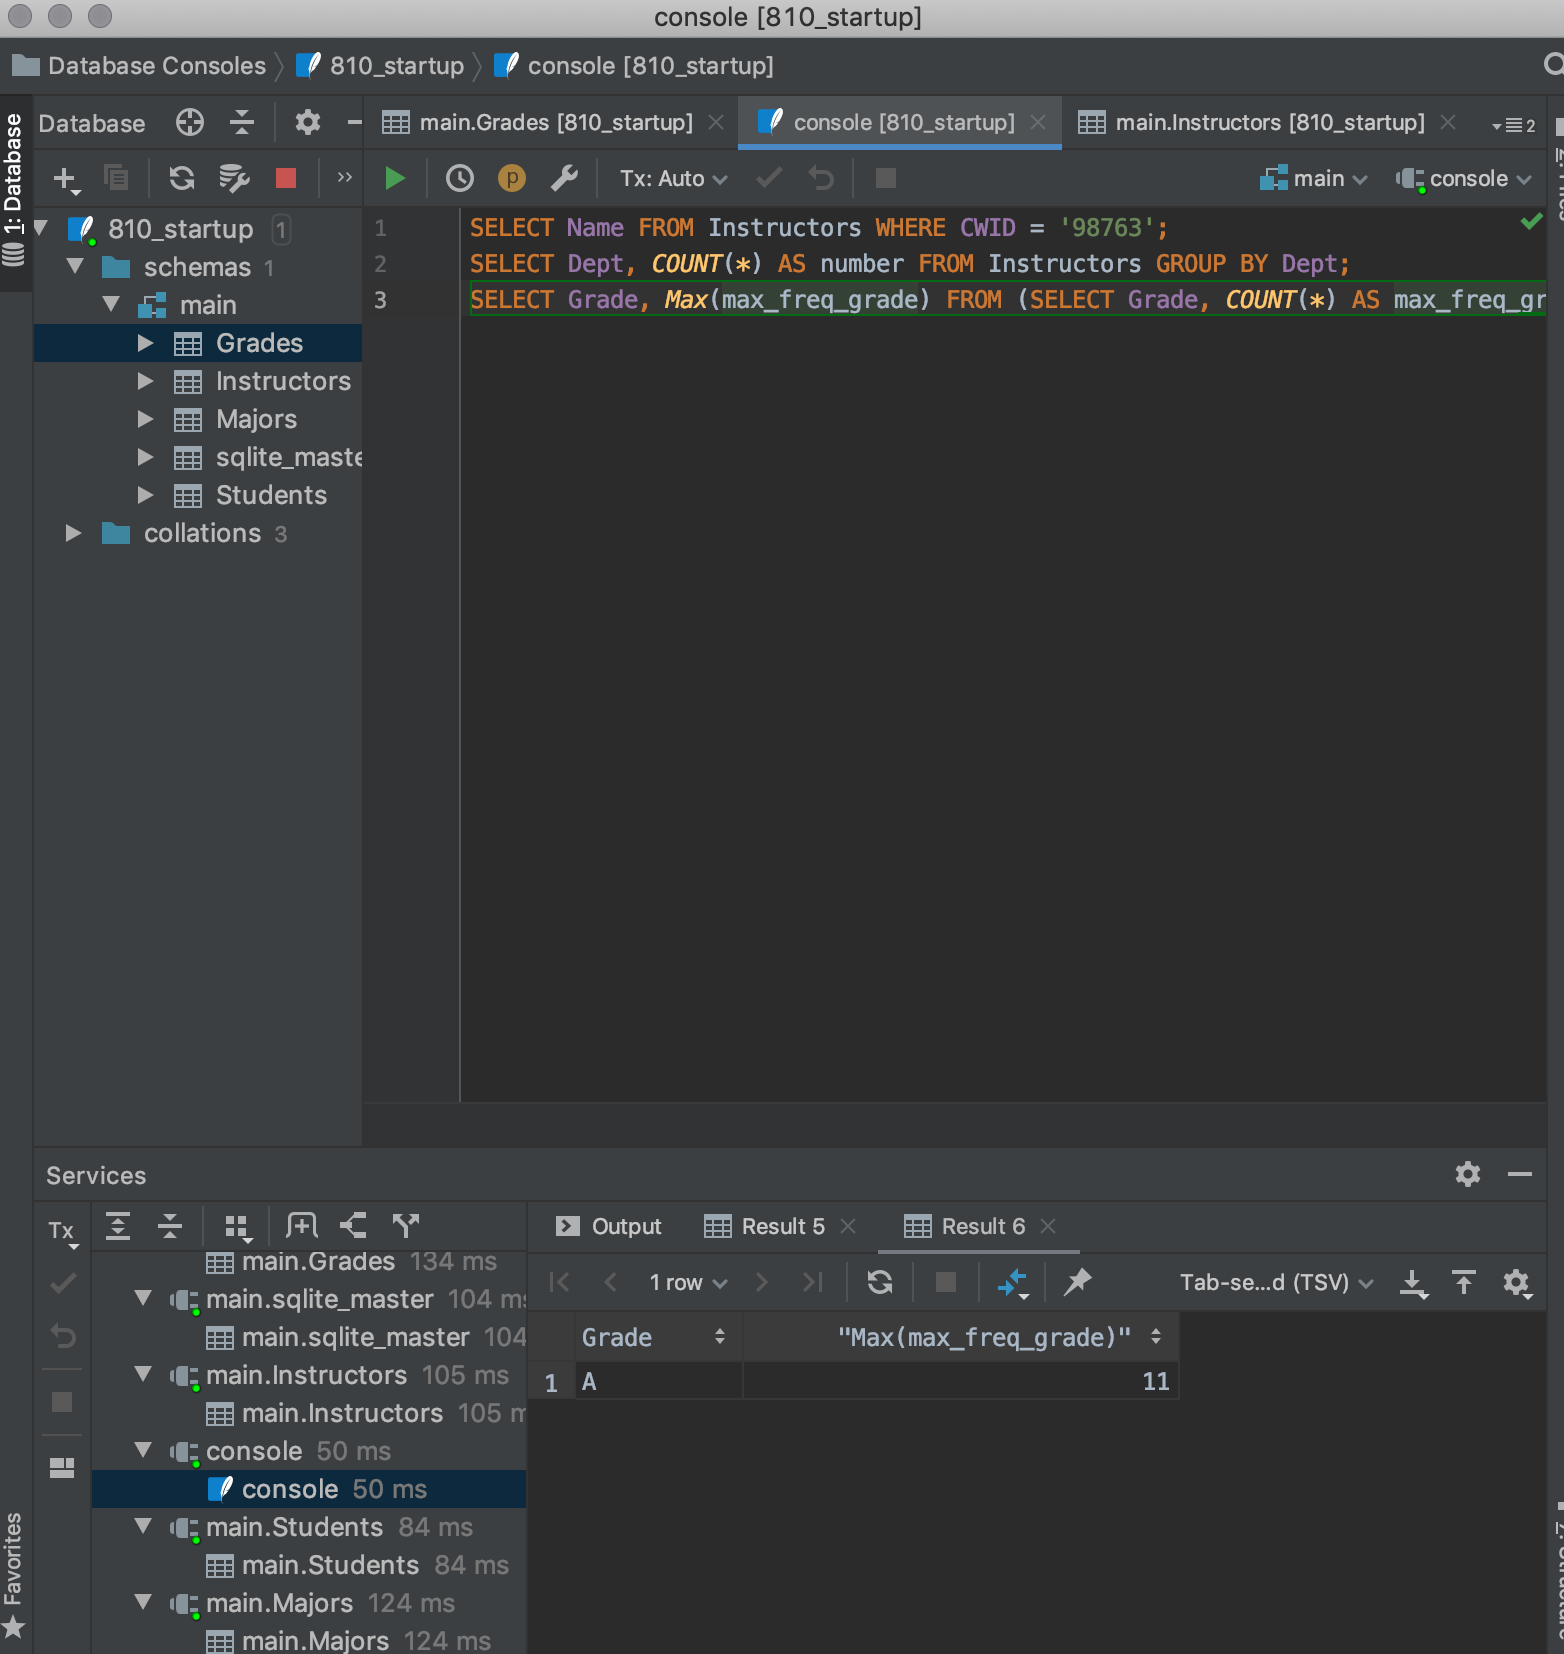 console [810_startup]
Database Consoles 810_startup console [810_startup]
1: Database
Database
main.Grades [810_startup] console [810_startup] main.Instructors [810_startup] 2
Tx: Auto main console
810_startup 1
schemas 1
main
Grades
Instructors
Majors
sqlite_maste
Students
collations 3
1 SELECT Name FROM Instructors WHERE CWID = '98763';
2 SELECT Dept, COUNT(*) AS number FROM Instructors GROUP BY Dept;
3 SELECT Grade, Max(max_freq_grade) FROM (SELECT Grade, COUNT(*) AS max_freq_gr
Services
Tx
main.Grades 134 ms
main.sqlite_master 104 ms
main.sqlite_master 104
main.Instructors 105 ms
main.Instructors 105 m
console 50 ms
console 50 ms
main.Students 84 ms
main.Students 84 ms
main.Majors 124 ms
main.Majors 124 ms
Output Result 5 Result 6
1 row Tab-se...d (TSV)
Grade "Max(max_freq_grade)"
1 A 11
Favorites